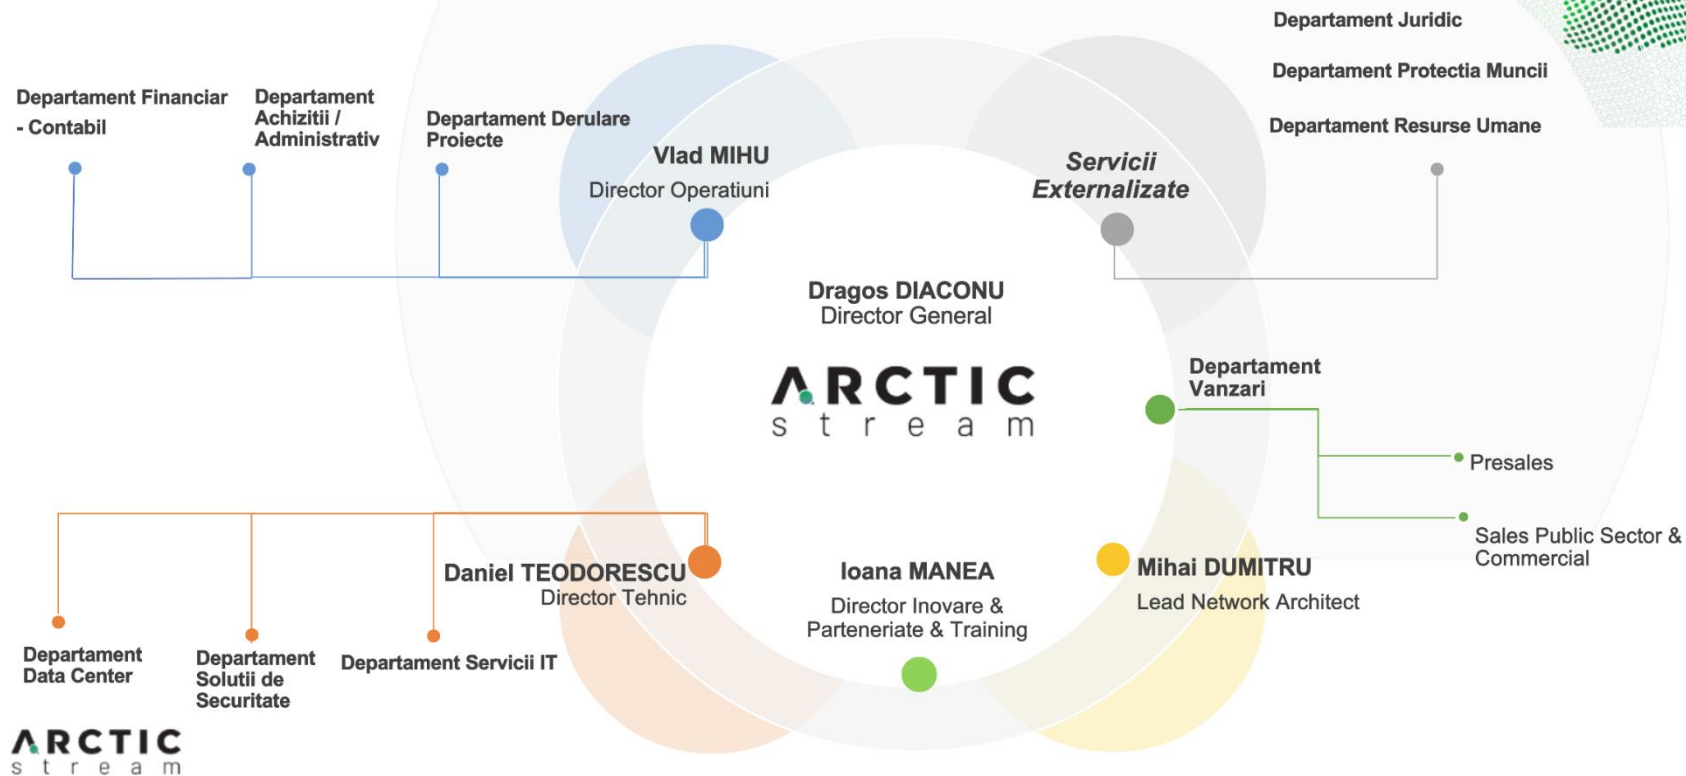 Departament Juridic
Departament Protectia Muncii
Departament Resurse Umane
Departament Financiar
- Contabil
Departament
Achizitii /
Administrativ
Departament Derulare
Proiecte
Vlad MIHU
Director Operatiuni
Servicii
Externalizate
Dragos DIACONU
Director General
ARCTIC
stream
Departament
Vanzari
Presales
Sales Public Sector &
Commercial
Daniel TEODORESCU
Director Tehnic
Ioana MANEA
Director Inovare &
Parteneriate & Training
Mihai DUMITRU
Lead Network Architect
Departament
Data Center
Departament
Solutii de
Securitate
Departament Servicii IT
ARCTIC
stream